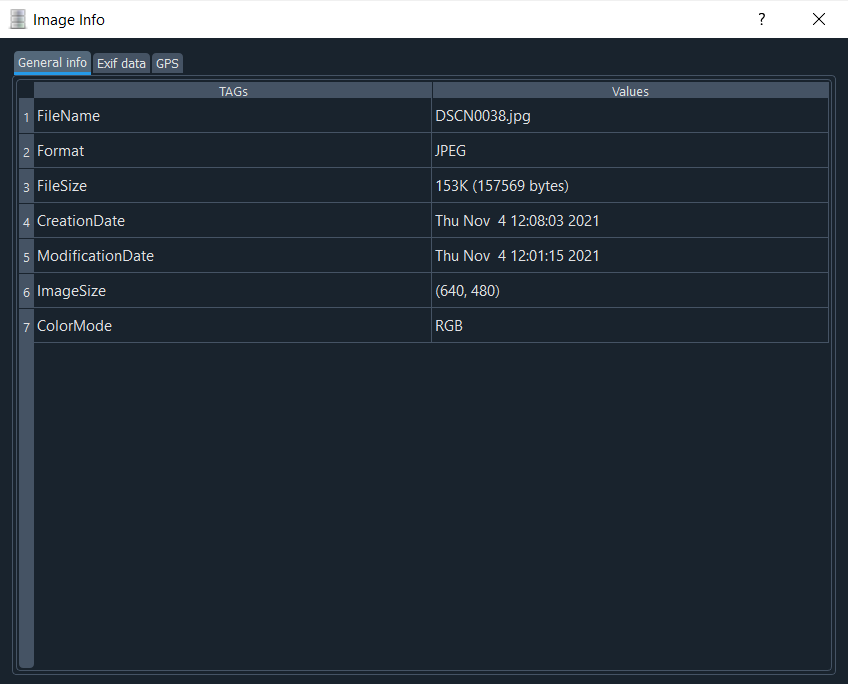 Image Info ?
General info Exif data GPS
TAGs Values
1 FileName DSCN0038.jpg
2 Format JPEG
3 FileSize 153K (157569 bytes)
4 CreationDate Thu Nov  4 12:08:03 2021
5 ModificationDate Thu Nov  4 12:01:15 2021
6 ImageSize (640, 480)
7 ColorMode RGB